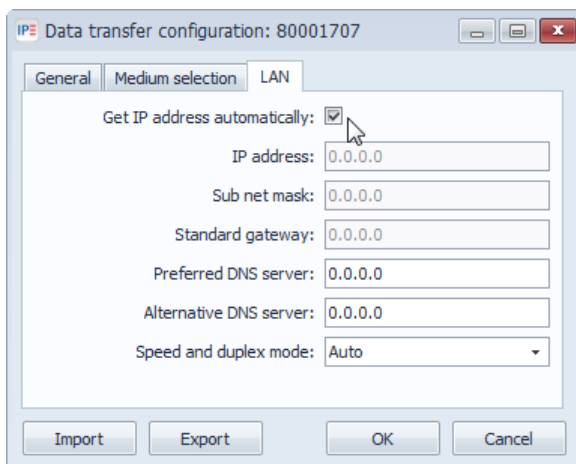 IPE Data transfer configuration: 80001707
General Medium selection LAN
Get IP address automatically:
IP address: 0.0.0.0
Sub net mask: 0.0.0.0
Standard gateway: 0.0.0.0
Preferred DNS server: 0.0.0.0
Alternative DNS server: 0.0.0.0
Speed and duplex mode: Auto
Import Export OK Cancel